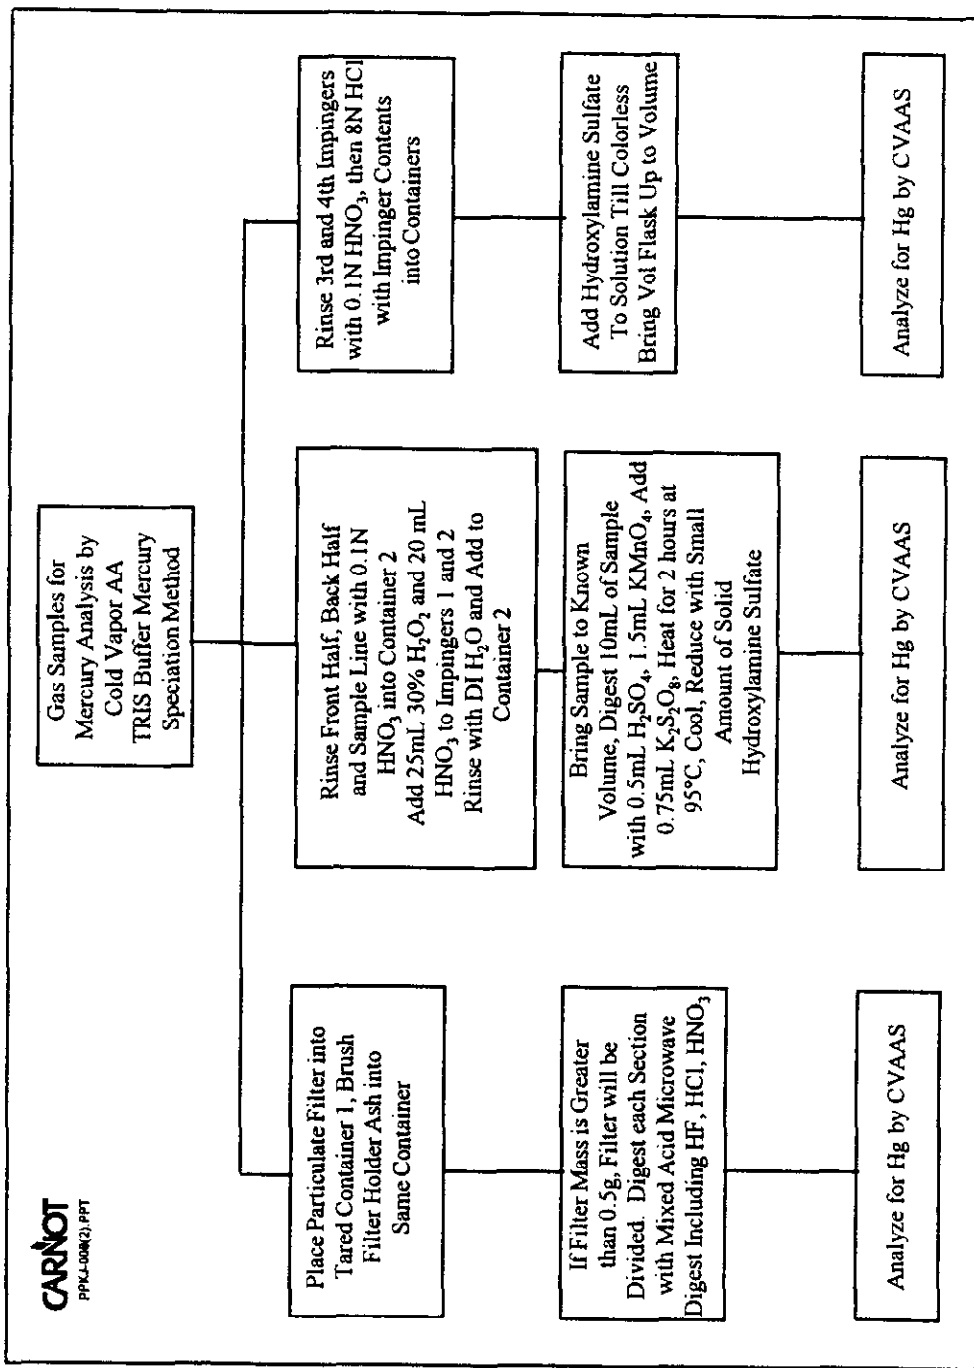 CARNOT
PPKJ-008(2).PPT
Gas Samples for
Mercury Analysis by
Cold Vapor AA
TRIS Buffer Mercury
Speciation Method
Place Particulate Filter into
Tared Container 1, Brush
Filter Holder Ash into
Same Container
If Filter Mass is Greater
than 0.5g, Filter will be
Divided. Digest each Section
with Mixed Acid Microwave
Digest Including HF, HCl, HNO₃
Analyze for Hg by CVAAS
Rinse Front Half, Back Half
and Sample Line with 0.1N
HNO₃ into Container 2
Add 25mL 30% H₂O₂ and 20 mL
HNO₃ to Impingers 1 and 2
Rinse with DI H₂O and Add to
Container 2
Bring Sample to Known
Volume, Digest 10mL of Sample
with 0.5mL H₂SO₄, 1.5mL KMnO₄, Add
0.75mL K₂S₂O₈, Heat for 2 hours at
95°C, Cool, Reduce with Small
Amount of Solid
Hydroxylamine Sulfate
Analyze for Hg by CVAAS
Rinse 3rd and 4th Impingers
with 0.1N HNO₃, then 8N HCl
with Impinger Contents
into Containers
Add Hydroxylamine Sulfate
To Solution Till Colorless
Bring Vol Flask Up to Volume
Analyze for Hg by CVAAS